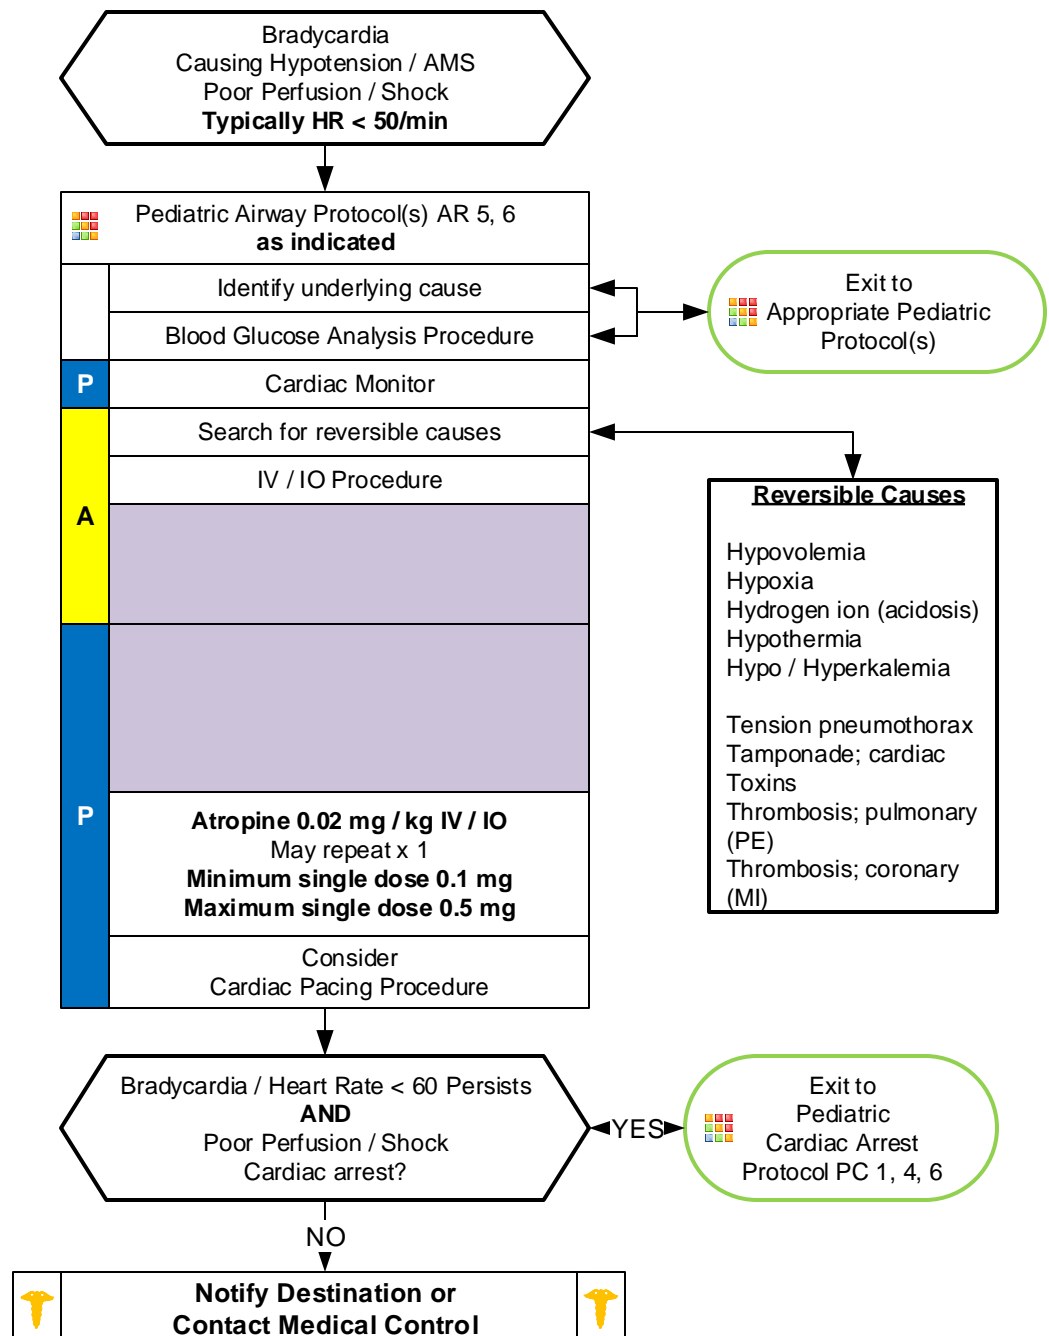 Bradycardia
Causing Hypotension / AMS
Poor Perfusion / Shock
Typically HR < 50/min
Pediatric Airway Protocol(s) AR 5, 6
as indicated
Identify underlying cause
Blood Glucose Analysis Procedure
Exit to
Appropriate Pediatric
Protocol(s)
P
Cardiac Monitor
A
Search for reversible causes
IV / IO Procedure
Reversible Causes
Hypovolemia
Hypoxia
Hydrogen ion (acidosis)
Hypothermia
Hypo / Hyperkalemia
Tension pneumothorax
Tamponade; cardiac
Toxins
Thrombosis; pulmonary
(PE)
Thrombosis; coronary
(MI)
P
Atropine 0.02 mg / kg IV / IO
May repeat x 1
Minimum single dose 0.1 mg
Maximum single dose 0.5 mg
Consider
Cardiac Pacing Procedure
Bradycardia / Heart Rate < 60 Persists
AND
Poor Perfusion / Shock
Cardiac arrest?
YES
Exit to
Pediatric
Cardiac Arrest
Protocol PC 1, 4, 6
NO
Notify Destination or
Contact Medical Control